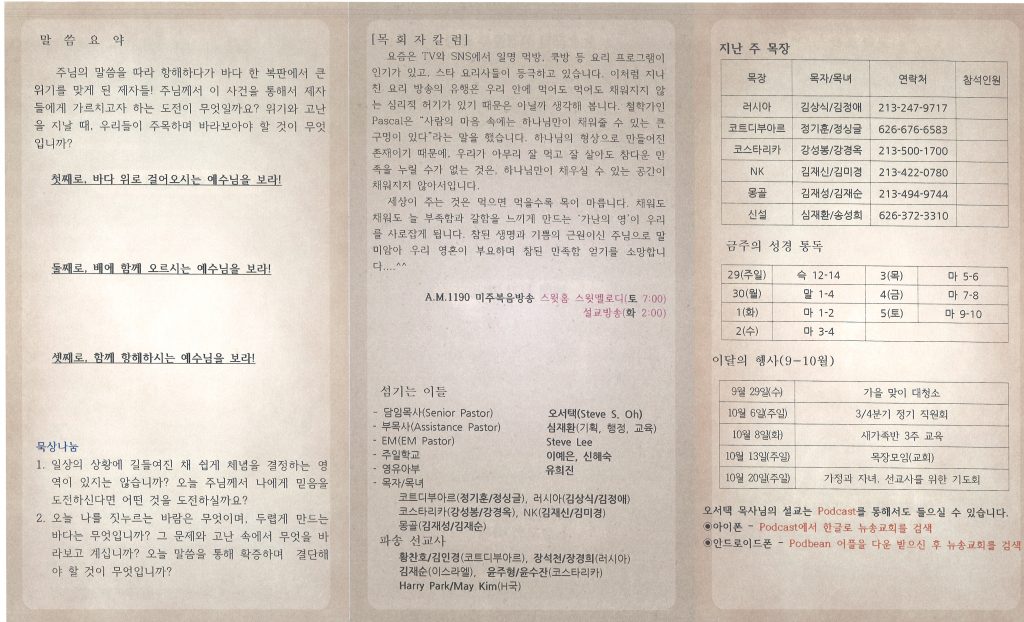 말 씀 요 약
주님의 말씀을 따라 항해하다가 바다 한 복판에서 큰
위기를 맞게 된 제자들! 주님께서 이 사건을 통해서 제자
들에게 가르치고자 하는 도전이 무엇일까요? 위기와 고난
을 지날 때, 우리들이 주목하며 바라보아야 할 것이 무엇
입니까?
첫째로, 바다 위로 걸어오시는 예수님을 보라!
둘째로, 배에 함께 오르시는 예수님을 보라!
셋째로, 함께 항해하시는 예수님을 보라!
묵상나눔
1. 일상의 상황에 길들여진 채 쉽게 체념을 결정하는 영
역이 있지는 않습니까? 오늘 주님께서 나에게 믿음을
도전하신다면 어떤 것을 도전하실까요?
2. 오늘 나를 짓누르는 바람은 무엇이며, 두렵게 만드는
바다는 무엇입니까? 그 문제와 고난 속에서 무엇을 바
라보고 계십니까? 오늘 말씀을 통해 확증하며 결단해
야 할 것이 무엇입니까?
[목 회 자 칼 럼]
요즘은 TV와 SNS에서 일명 먹방, 쿡방 등 요리 프로그램이
인기가 있고, 스타 요리사들이 등극하고 있습니다. 이처럼 지나
친 요리 방송의 유행은 우리 안에 먹어도 먹어도 채워지지 않
는 심리적 허기가 있기 때문은 아닐까 생각해 봅니다. 철학가인
Pascal은 "사람의 마음 속에는 하나님만이 채워줄 수 있는 큰
구멍이 있다"라는 말을 했습니다. 하나님의 형상으로 만들어진
존재이기 때문에, 우리가 아무리 잘 먹고 잘 살아도 참다운 만
족을 누릴 수가 없는 것은, 하나님만이 채우실 수 있는 공간이
채워지지 않아서입니다.
세상이 주는 것은 먹으면 먹을수록 목이 마릅니다. 채워도
채워도 늘 부족함과 갈함을 느끼게 만드는 '가난의 영'이 우리
를 사로잡게 됩니다. 참된 생명과 기쁨의 근원이신 주님으로 말
미암아 우리 영혼이 부요하며 참된 만족함 얻기를 소망합니
다....^^
A.M.1190 미주복음방송 스윗홈 스윗멜로디(토 7:00)
설교방송(화 2:00)
섬기는 이들
- 담임목사(Senior Pastor) 오서택(Steve S. Oh)
- 부목사(Assistance Pastor) 심재환(기획, 행정, 교육)
- EM(EM Pastor) Steve Lee
- 주일학교 이예은, 신혜숙
- 영유아부 유희진
- 목자/목녀
코트디부아르(정기훈/정싱글), 러시아(김상식/김정애)
코스타리카(강성봉/강경옥), NK(김재신/김미경)
몽골(김재성/김재순)
파송 선교사
황찬호/김인경(코트디부아르), 장석천/장경희(러시아)
김재순(이스라엘), 윤주형/윤수잔(코스타리카)
Harry Park/May Kim(H국)
지난 주 목장
목장 목자/목녀 연락처 참석인원
러시아 김상식/김정애 213-247-9717
코트디부아르 정기훈/정싱글 626-676-6583
코스타리카 강성봉/강경옥 213-500-1700
NK 김재신/김미경 213-422-0780
몽골 김재성/김재순 213-494-9744
신설 심재환/송성희 626-372-3310
금주의 성경 통독
29(주일) 슥 12-14 3(목) 마 5-6
30(월) 말 1-4 4(금) 마 7-8
1(화) 마 1-2 5(토) 마 9-10
2(수) 마 3-4
이달의 행사(9-10월)
9월 29일(수) 가을 맞이 대청소
10월 6일(주일) 3/4분기 정기 직원회
10월 8일(화) 새가족반 3주 교육
10월 13일(주일) 목장모임(교회)
10월 20일(주일) 가정과 자녀, 선교사를 위한 기도회
오서택 목사님의 설교는 Podcast를 통해서도 들으실 수 있습니다.
◉아이폰 - Podcast에서 한글로 뉴송교회를 검색
◉안드로이드폰 - Podbean 어플을 다운 받으신 후 뉴송교회를 검색